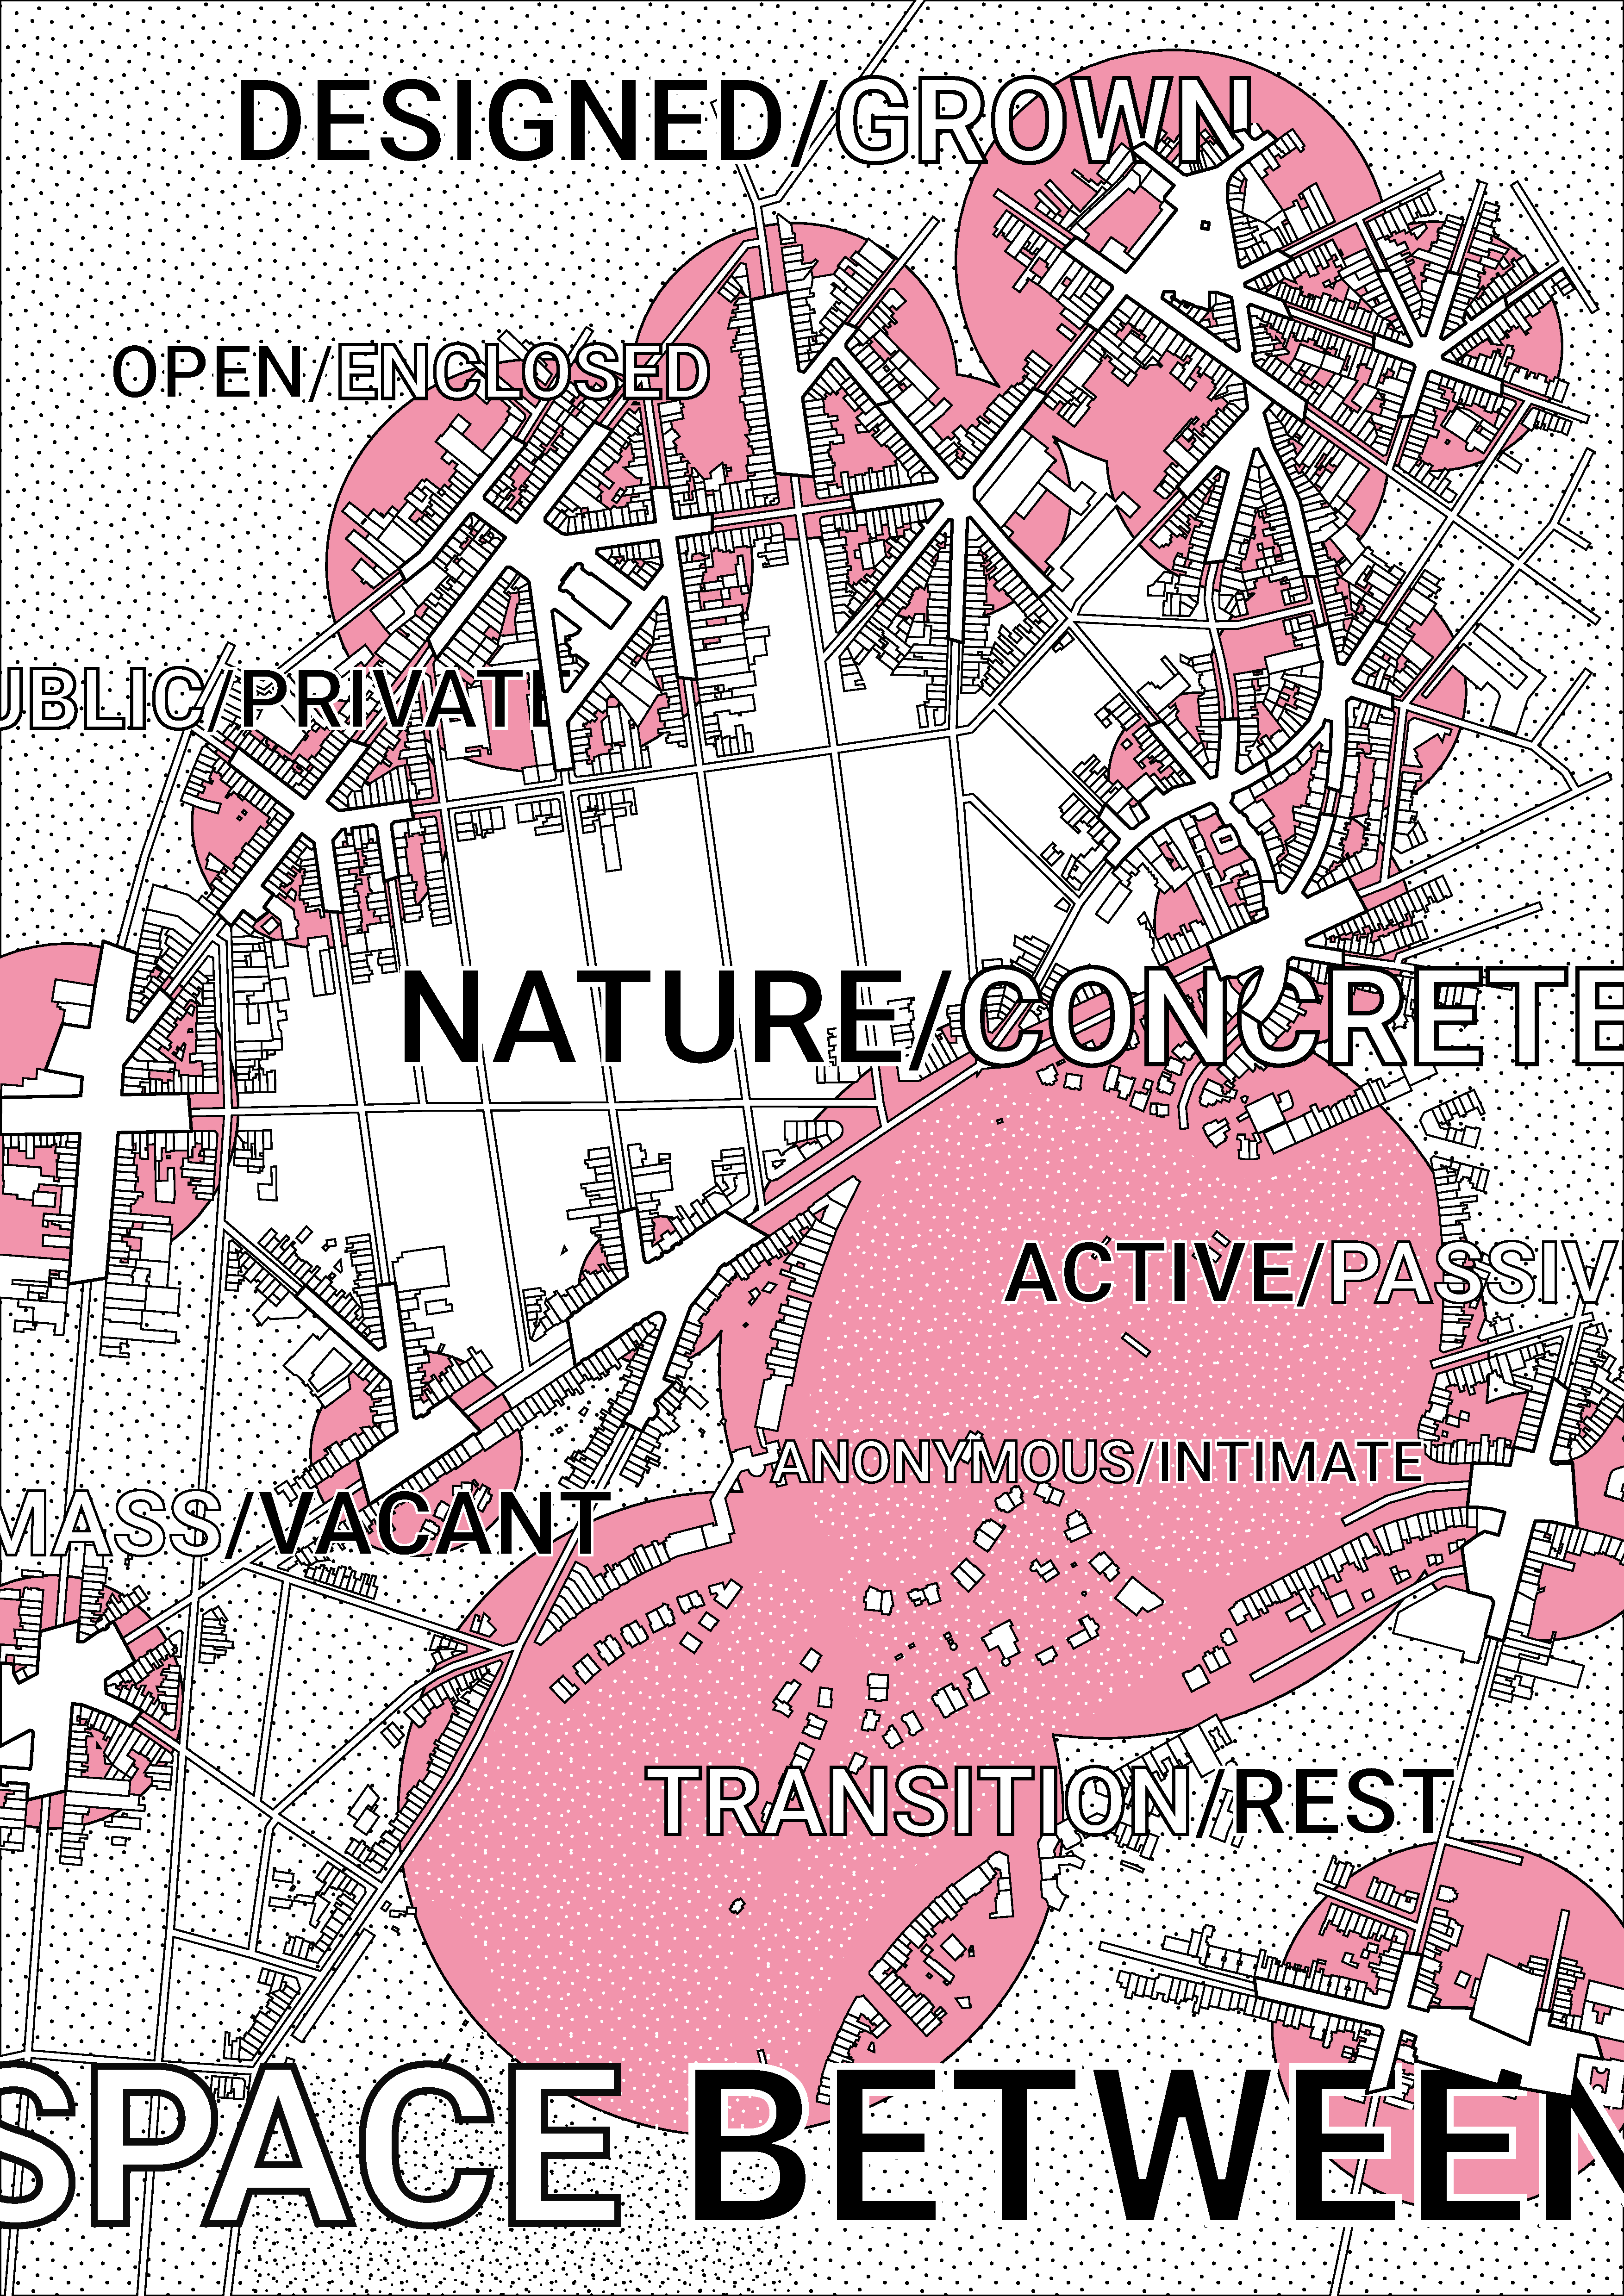 DESIGNED/GROWN
OPEN/ENCLOSED
UBLIC/PRIVATE
NATURE/CONCRETE
ACTIVE/PASSIV
ANONYMOUS/INTIMATE
MASS/VACANT
TRANSITION/REST
SPACE BETWEEN